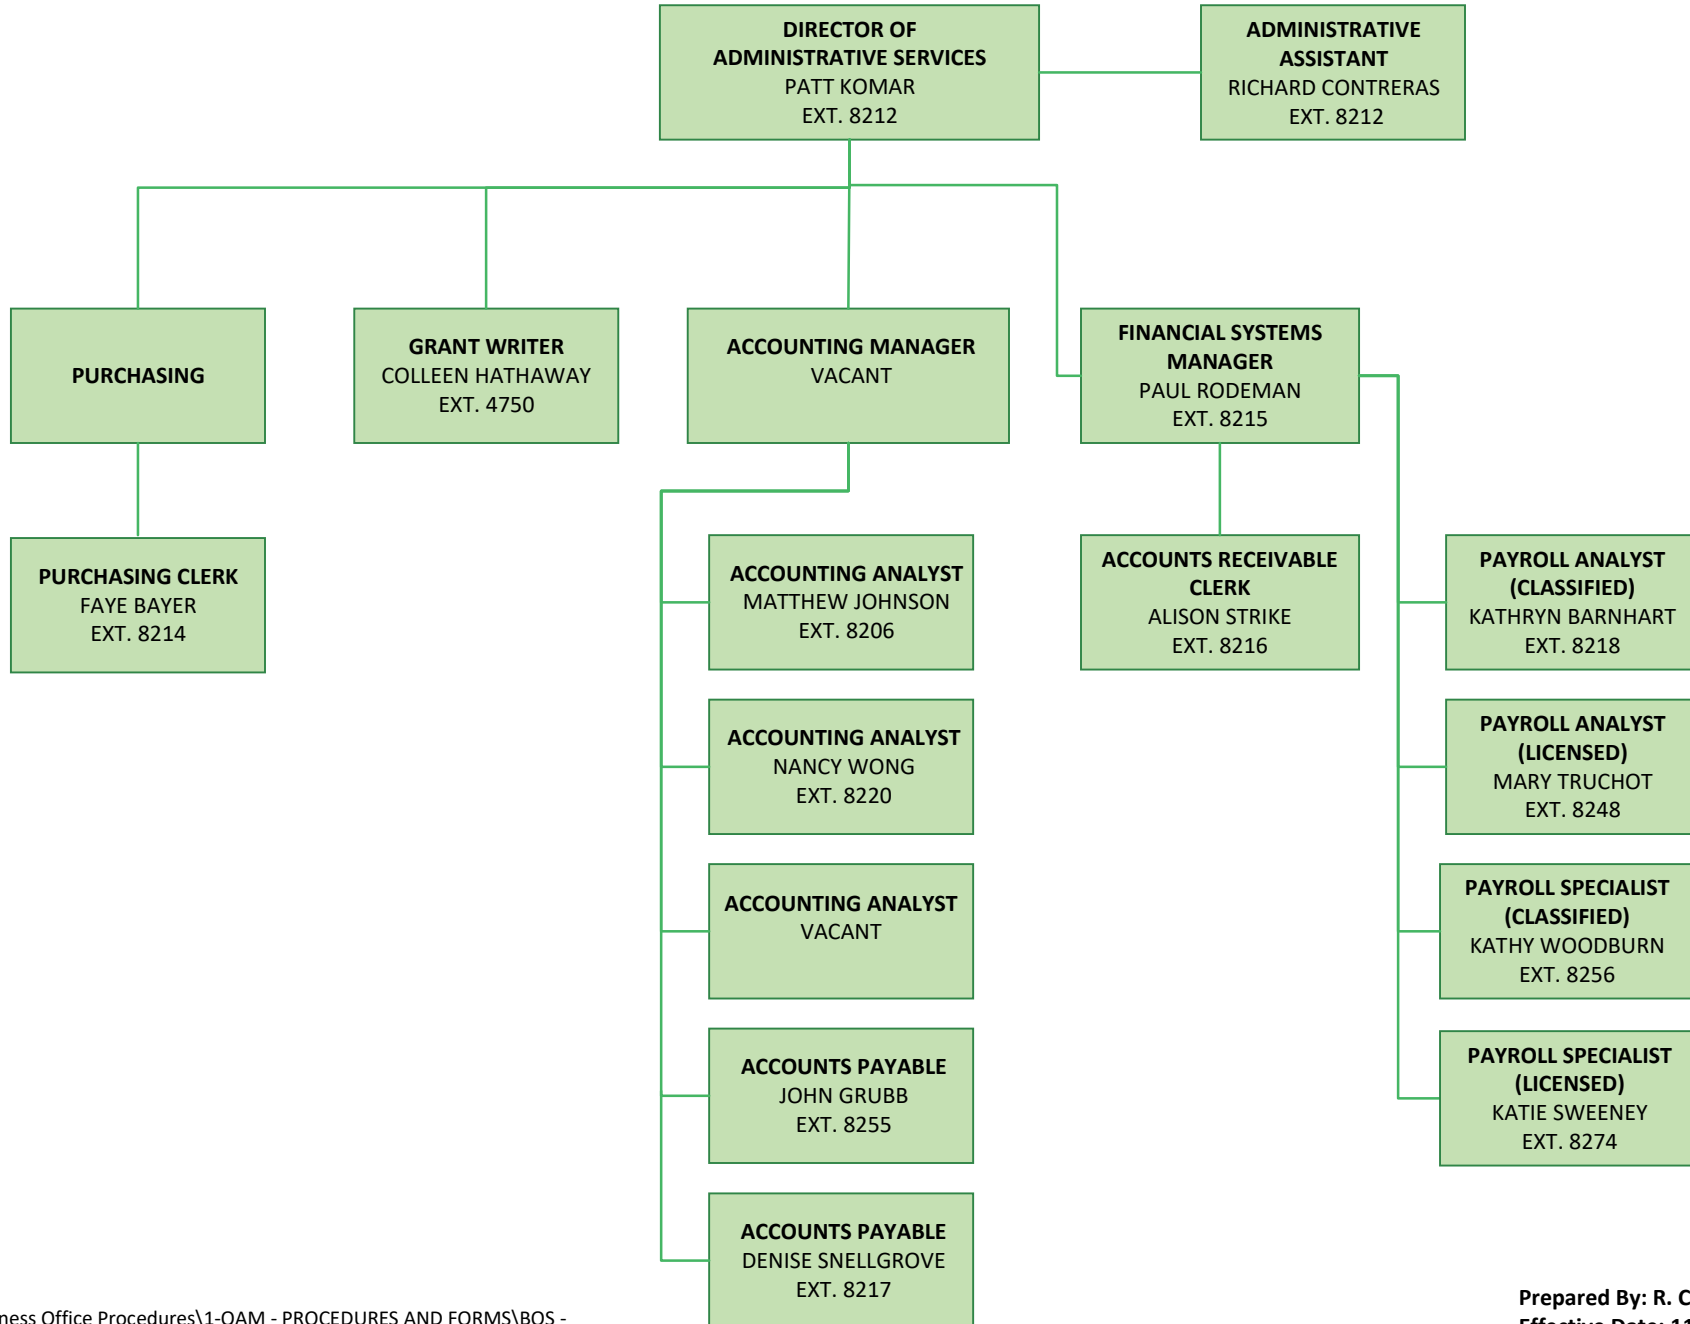 DIRECTOR OF
ADMINISTRATIVE SERVICES
PATT KOMAR
EXT. 8212
ADMINISTRATIVE
ASSISTANT
RICHARD CONTRERAS
EXT. 8212
PURCHASING
GRANT WRITER
COLLEEN HATHAWAY
EXT. 4750
ACCOUNTING MANAGER
VACANT
FINANCIAL SYSTEMS
MANAGER
PAUL RODEMAN
EXT. 8215
PURCHASING CLERK
FAYE BAYER
EXT. 8214
ACCOUNTING ANALYST
MATTHEW JOHNSON
EXT. 8206
ACCOUNTS RECEIVABLE
CLERK
ALISON STRIKE
EXT. 8216
PAYROLL ANALYST
(CLASSIFIED)
KATHRYN BARNHART
EXT. 8218
ACCOUNTING ANALYST
NANCY WONG
EXT. 8220
PAYROLL ANALYST
(LICENSED)
MARY TRUCHOT
EXT. 8248
ACCOUNTING ANALYST
VACANT
PAYROLL SPECIALIST
(CLASSIFIED)
KATHY WOODBURN
EXT. 8256
ACCOUNTS PAYABLE
JOHN GRUBB
EXT. 8255
PAYROLL SPECIALIST
(LICENSED)
KATIE SWEENEY
EXT. 8274
ACCOUNTS PAYABLE
DENISE SNELLGROVE
EXT. 8217
ness Office Procedures\1-OAM - PROCEDURES AND FORMS\BOS -
Prepared By: R. C
Effective Date: 11